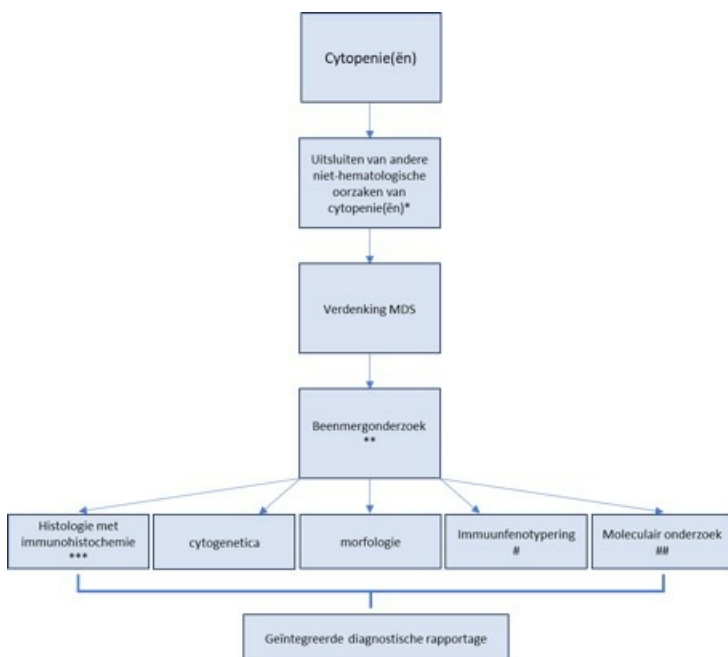 Cytopenie(ën)
Uitsluiten van andere
niet-hematologische
oorzaken van
cytopenie(ën)*
Verdenking MDS
Beenmergonderzoek
**
Histologie met
immunohistochemie
***
cytogenetica
morfologie
Immuunfenotypering
#
Moleculair onderzoek
##
Geïntegreerde diagnostische rapportage